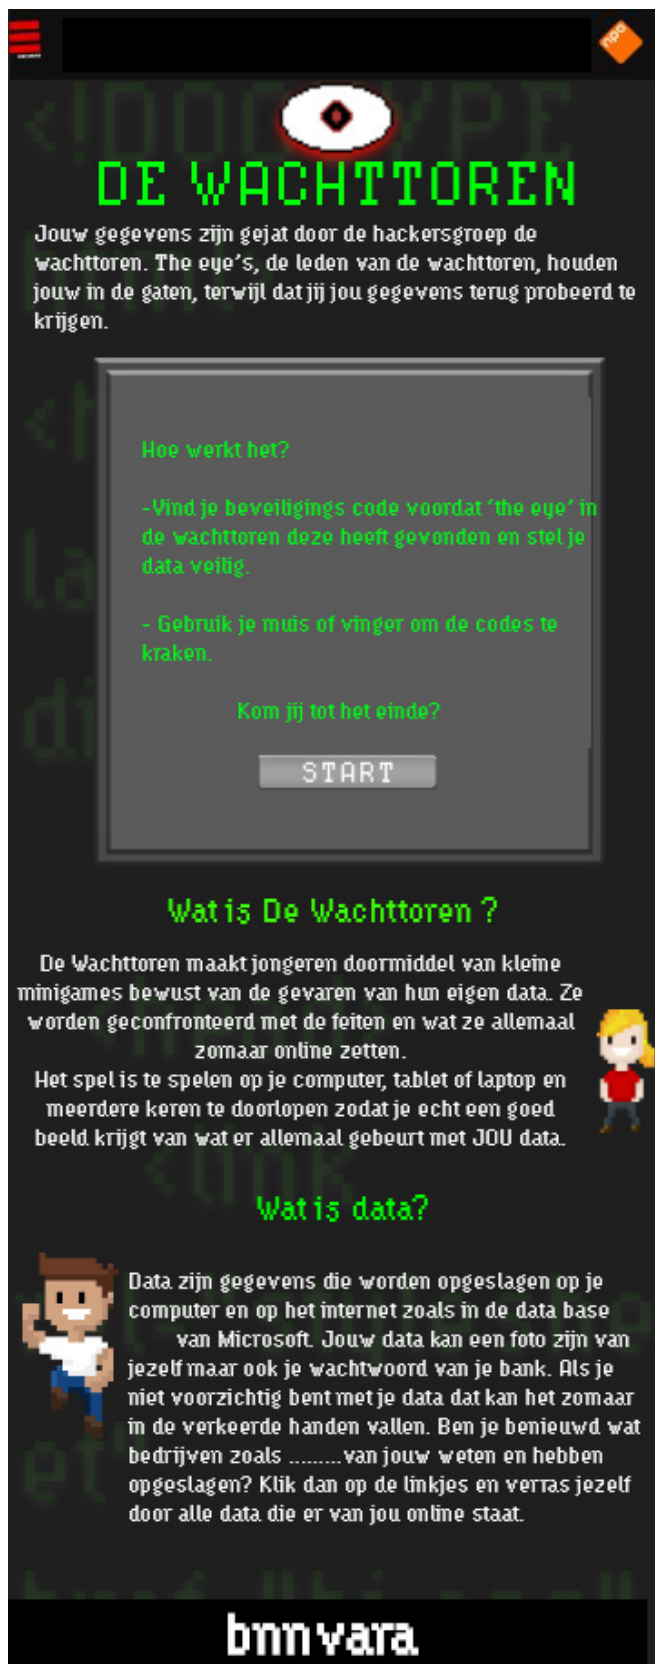 npo
<!DOCTYPE
DE WACHTTOREN
Jouw gegevens zijn gejat door de hackersgroep de
wachttoren. The eye's, de leden van de wachttoren, houden
jouw in de gaten, terwijl dat jij jou gegevens terug probeerd te
krijgen.
Hoe werkt het?
-Vind je beveiligings code voordat ‘the eye’ in
de wachttoren deze heeft gevonden en stel je
data veilig.
- Gebruik je muis of vinger om de codes te
kraken.
Kom jij tot het einde?
START
Wat is De Wachttoren ?
De Wachttoren maakt jongeren doormiddel van kleine
minigames bewust van de gevaren van hun eigen data. Ze
worden geconfronteerd met de feiten en wat ze allemaal
zomaar online zetten.
Het spel is te spelen op je computer, tablet of laptop en
meerdere keren te doorlopen zodat je echt een goed
beeld krijgt van wat er allemaal gebeurt met JOU data.
<link
Wat is data?
Data zijn gegevens die worden opgeslagen op je
computer en op het internet zoals in de data base
van Microsoft. Jouw data kan een foto zijn van
jezelf maar ook je wachtwoord van je bank. Als je
niet voorzichtig bent met je data dat kan het zomaar
in de verkeerde handen vallen. Ben je benieuwd wat
bedrijven zoals .........van jouw weten en hebben
opgeslagen? Klik dan op de linkjes en verras jezelf
door alle data die er van jou online staat.
bnnvara